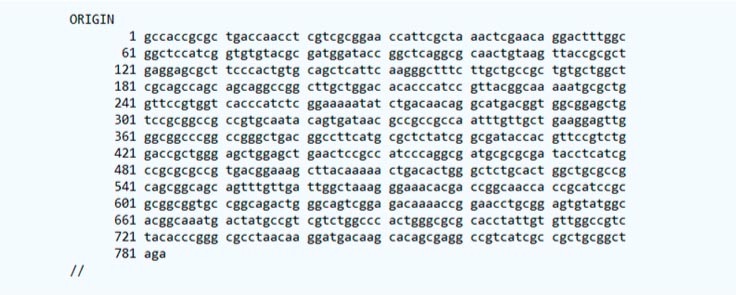 ORIGIN
1 gccaccgcgc tgaccaacct cgtcgcggaa ccattcgcta aactcgaaca ggactttggc
61 ggctccatcg gtgtgtacgc gatggatacc ggctcaggcg caactgtaag ttaccgcgct
121 gaggagcgct tcccactgtg cagctcattc aagggctttc ttgctgccgc tgtgctggct
181 cgcagccagc agcaggccgg cttgctggac acacccatcc gttacggcaa aaatgcgctg
241 gttccgtggt cacccatctc ggaaaaatat ctgacaacag gcatgacggt ggcggagctg
301 tccgcggccg ccgtgcaata cagtgataac gccgccgcca atttgttgct gaaggagttg
361 ggcggcccgg ccgggctgac ggccttcatg cgctctatcg gcgataccac gttccgtctg
421 gaccgctggg agctggagct gaactccgcc atcccaggcg atgcgcgcga tacctcatcg
481 ccgcgcgccg tgacggaaag cttacaaaaa ctgacactgg gctctgcact ggctgcgccg
541 cagcggcagc agtttgttga ttggctaaag ggaaacacga ccggcaacca ccgcatccgc
601 gcggcggtgc cggcagactg ggcagtcgga gacaaaaccg gaacctgcgg agtgtatggc
661 acggcaaatg actatgccgt cgtctggccc actgggcgcg cacctattgt gttggccgtc
721 tacacccggg cgcctaacaa ggatgacaag cacagcgagg ccgtcatcgc cgctgcggct
781 aga
//